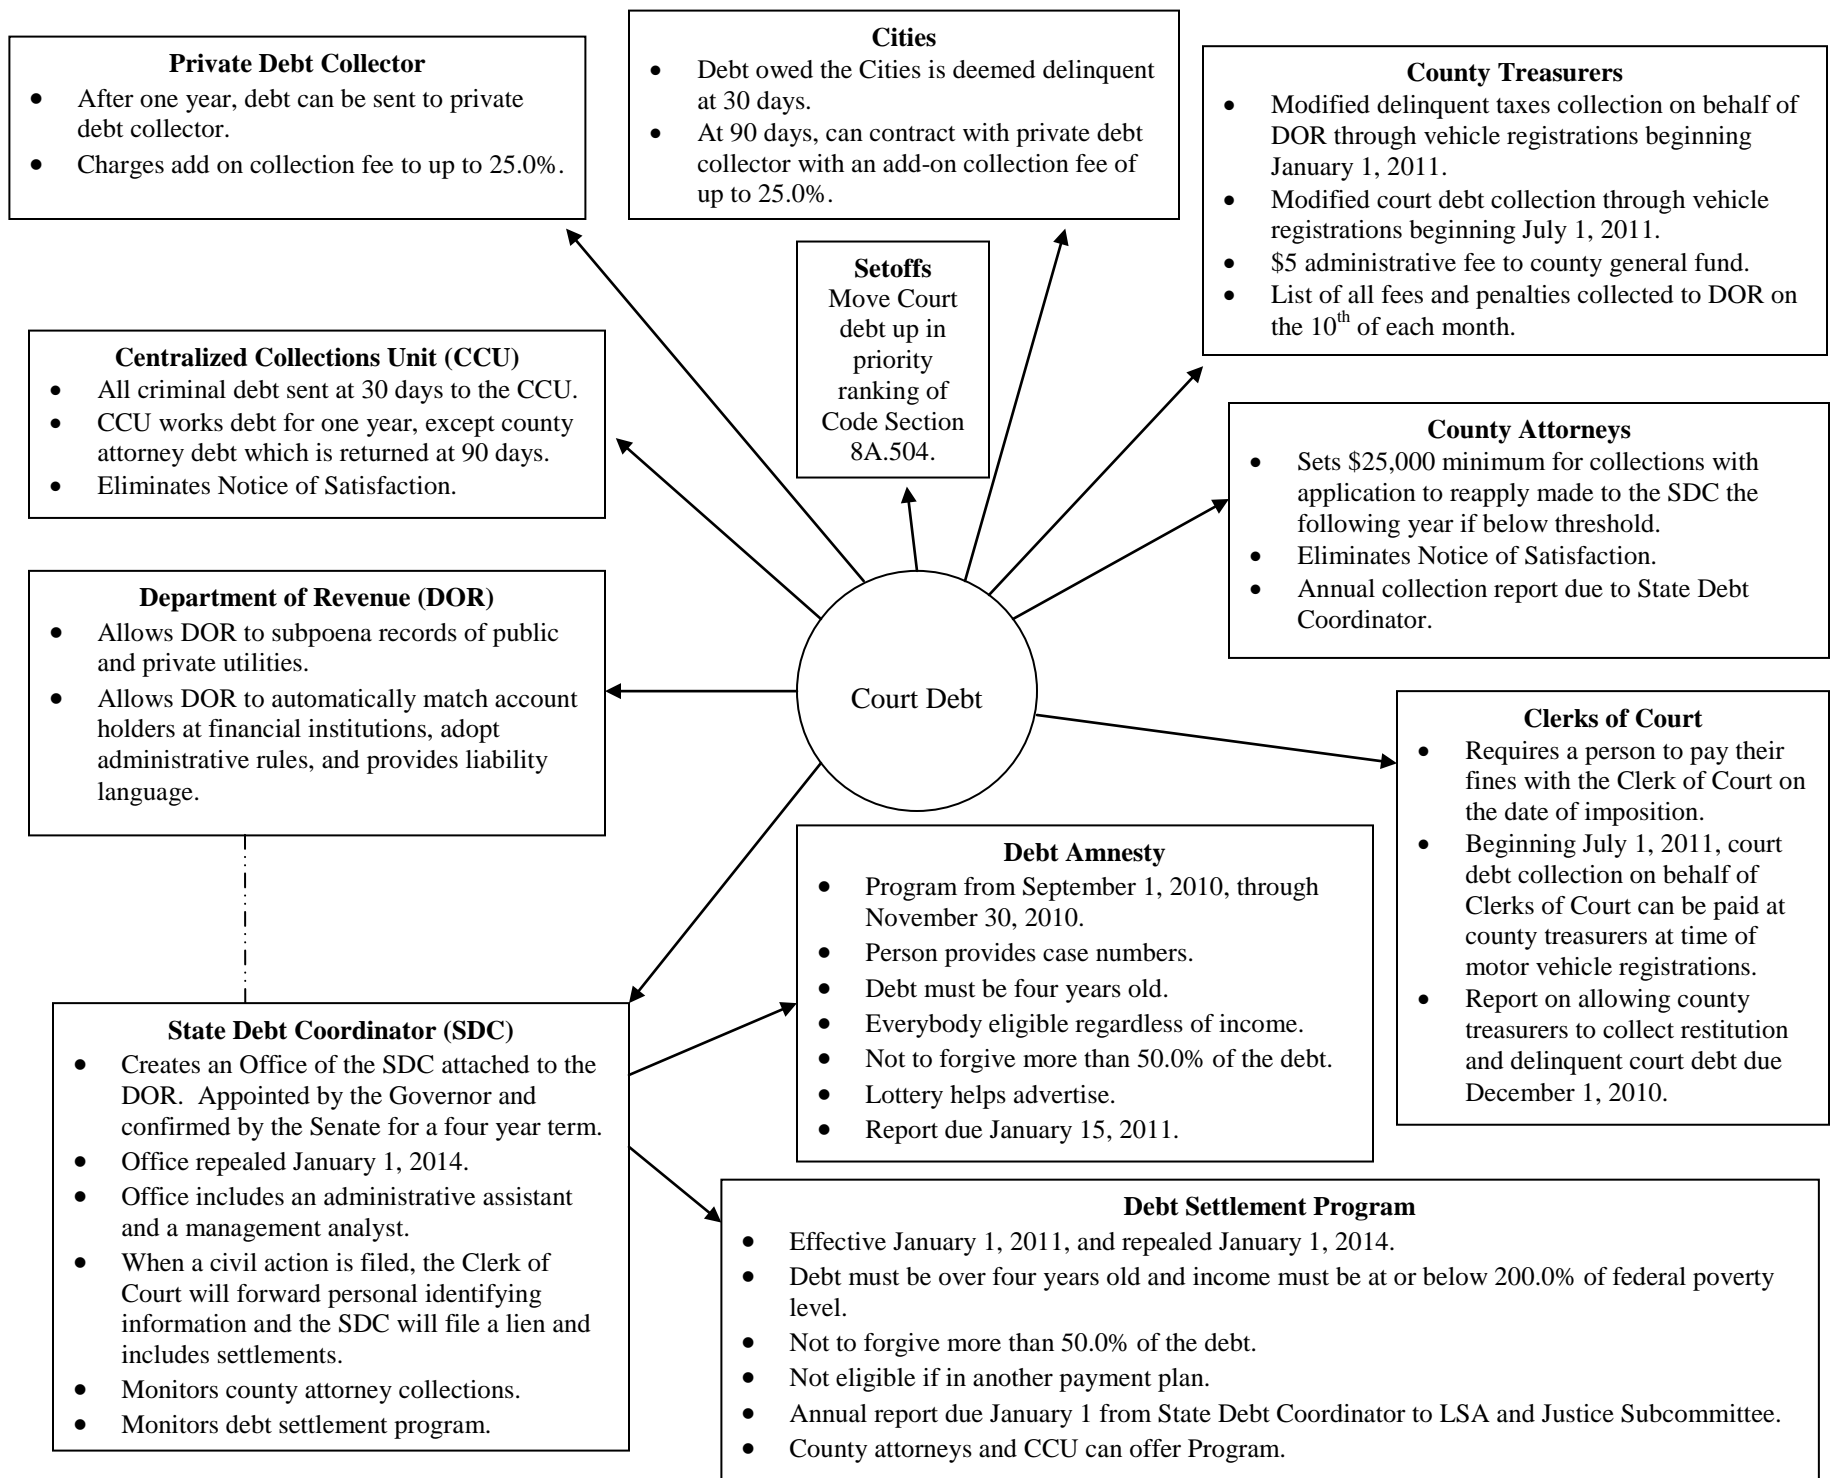 Private Debt Collector
• After one year, debt can be sent to private
debt collector.
• Charges add on collection fee to up to 25.0%.
Cities
• Debt owed the Cities is deemed delinquent
at 30 days.
• At 90 days, can contract with private debt
collector with an add-on collection fee of
up to 25.0%.
County Treasurers
• Modified delinquent taxes collection on behalf of
DOR through vehicle registrations beginning
January 1, 2011.
• Modified court debt collection through vehicle
registrations beginning July 1, 2011.
• $5 administrative fee to county general fund.
• List of all fees and penalties collected to DOR on
the 10th of each month.
Setoffs
Move Court
debt up in
priority
ranking of
Code Section
8A.504.
Centralized Collections Unit (CCU)
• All criminal debt sent at 30 days to the CCU.
• CCU works debt for one year, except county
attorney debt which is returned at 90 days.
• Eliminates Notice of Satisfaction.
County Attorneys
• Sets $25,000 minimum for collections with
application to reapply made to the SDC the
following year if below threshold.
• Eliminates Notice of Satisfaction.
• Annual collection report due to State Debt
Coordinator.
Department of Revenue (DOR)
• Allows DOR to subpoena records of public
and private utilities.
• Allows DOR to automatically match account
holders at financial institutions, adopt
administrative rules, and provides liability
language.
Court Debt
Clerks of Court
• Requires a person to pay their
fines with the Clerk of Court on
the date of imposition.
• Beginning July 1, 2011, court
debt collection on behalf of
Clerks of Court can be paid at
county treasurers at time of
motor vehicle registrations.
• Report on allowing county
treasurers to collect restitution
and delinquent court debt due
December 1, 2010.
Debt Amnesty
• Program from September 1, 2010, through
November 30, 2010.
• Person provides case numbers.
• Debt must be four years old.
• Everybody eligible regardless of income.
• Not to forgive more than 50.0% of the debt.
• Lottery helps advertise.
• Report due January 15, 2011.
State Debt Coordinator (SDC)
• Creates an Office of the SDC attached to the
DOR. Appointed by the Governor and
confirmed by the Senate for a four year term.
• Office repealed January 1, 2014.
• Office includes an administrative assistant
and a management analyst.
• When a civil action is filed, the Clerk of
Court will forward personal identifying
information and the SDC will file a lien and
includes settlements.
• Monitors county attorney collections.
• Monitors debt settlement program.
Debt Settlement Program
• Effective January 1, 2011, and repealed January 1, 2014.
• Debt must be over four years old and income must be at or below 200.0% of federal poverty
level.
• Not to forgive more than 50.0% of the debt.
• Not eligible if in another payment plan.
• Annual report due January 1 from State Debt Coordinator to LSA and Justice Subcommittee.
• County attorneys and CCU can offer Program.